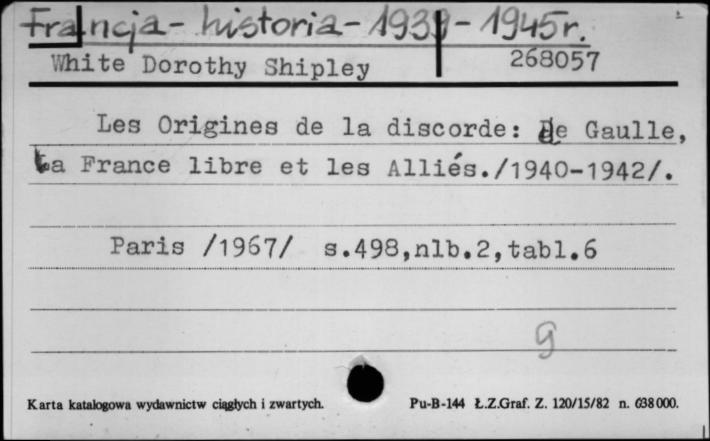 Francja - historia - 1939 - 1945r.
White Dorothy Shipley 268057
Les Origines de la discorde: De Gaulle,
La France libre et les Alliés./1940-1942/.
Paris /1967/ s.498,nlb.2,tabl.6
g
Karta katalogowa wydawnictw ciągłych i zwartych. Pu-B-144 Ł.Z.Graf. Z. 120/15/82 n. 638000.